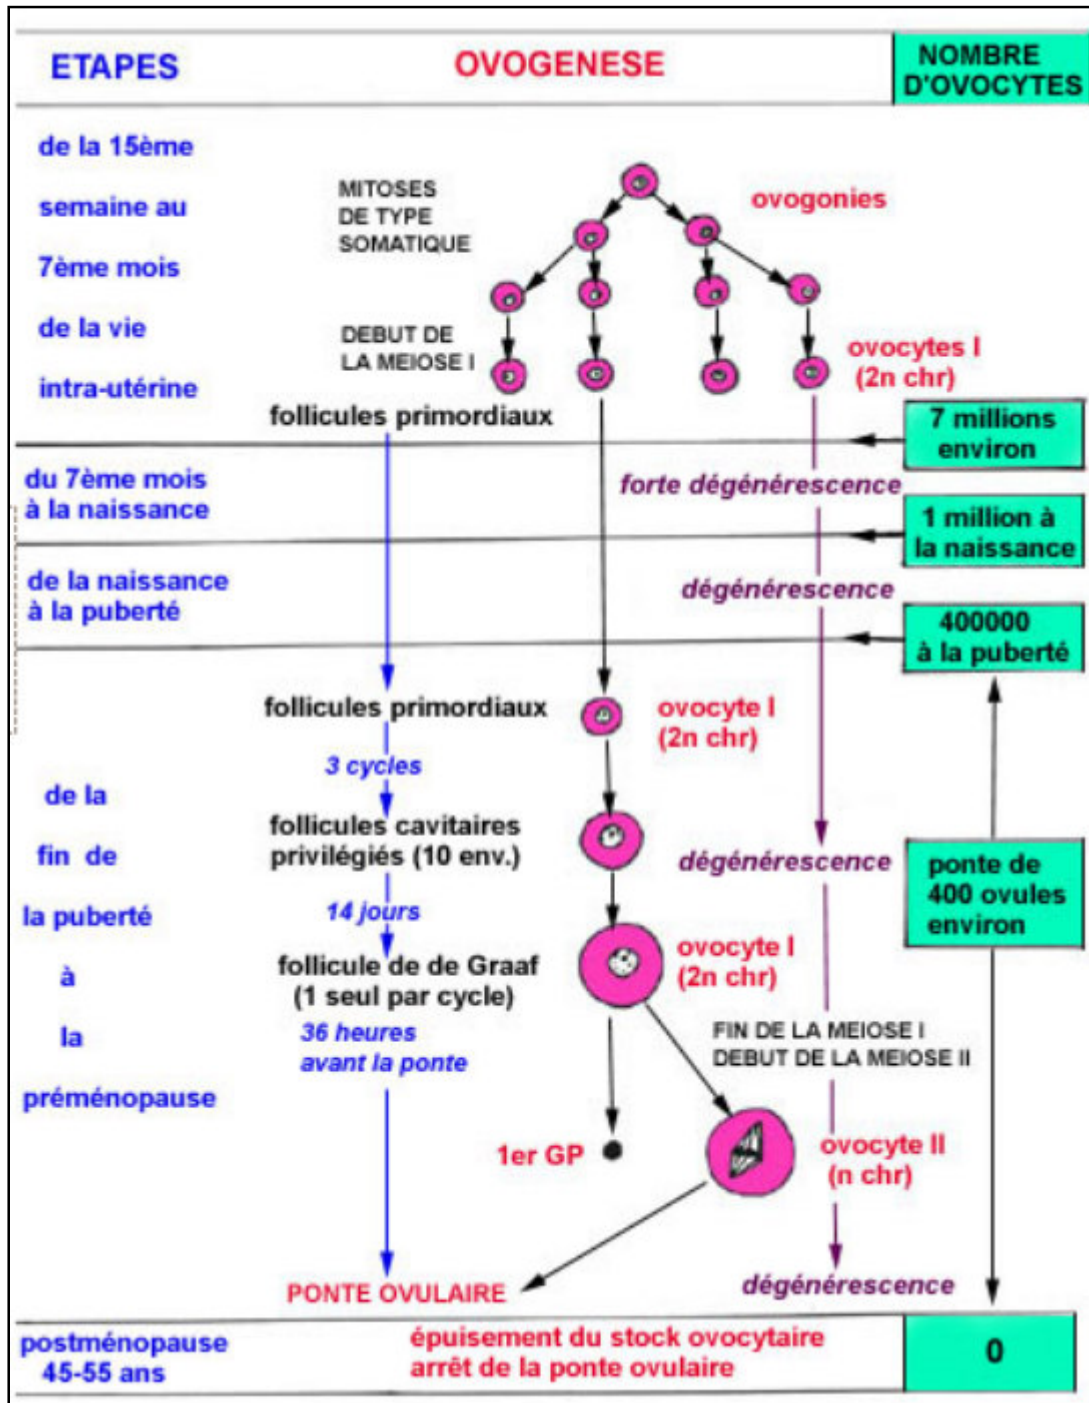 ETAPES
OVOGENESE
NOMBRE
D'OVOCYTES
de la 15ème
semaine au
7ème mois
de la vie
intra-utérine
MITOSES
DE TYPE
SOMATIQUE
ovogonies
DEBUT DE
LA MEIOSE I
ovocytes I
(2n chr)
follicules primordiaux
7 millions
environ
du 7ème mois
à la naissance
forte dégénérescence
1 million à
la naissance
de la naissance
à la puberté
dégénérescence
400000
à la puberté
follicules primordiaux
ovocyte I
(2n chr)
3 cycles
de la
fin de
la puberté
à
la
préménopause
follicules cavitaires
privilégiés (10 env.)
dégénérescence
ponte de
400 ovules
environ
14 jours
follicule de de Graaf
(1 seul par cycle)
ovocyte I
(2n chr)
36 heures
avant la ponte
FIN DE LA MEIOSE I
DEBUT DE LA MEIOSE II
1er GP
ovocyte II
(n chr)
PONTE OVULAIRE
dégénérescence
postménopause
45-55 ans
épuisement du stock ovocytaire
arrêt de la ponte ovulaire
0